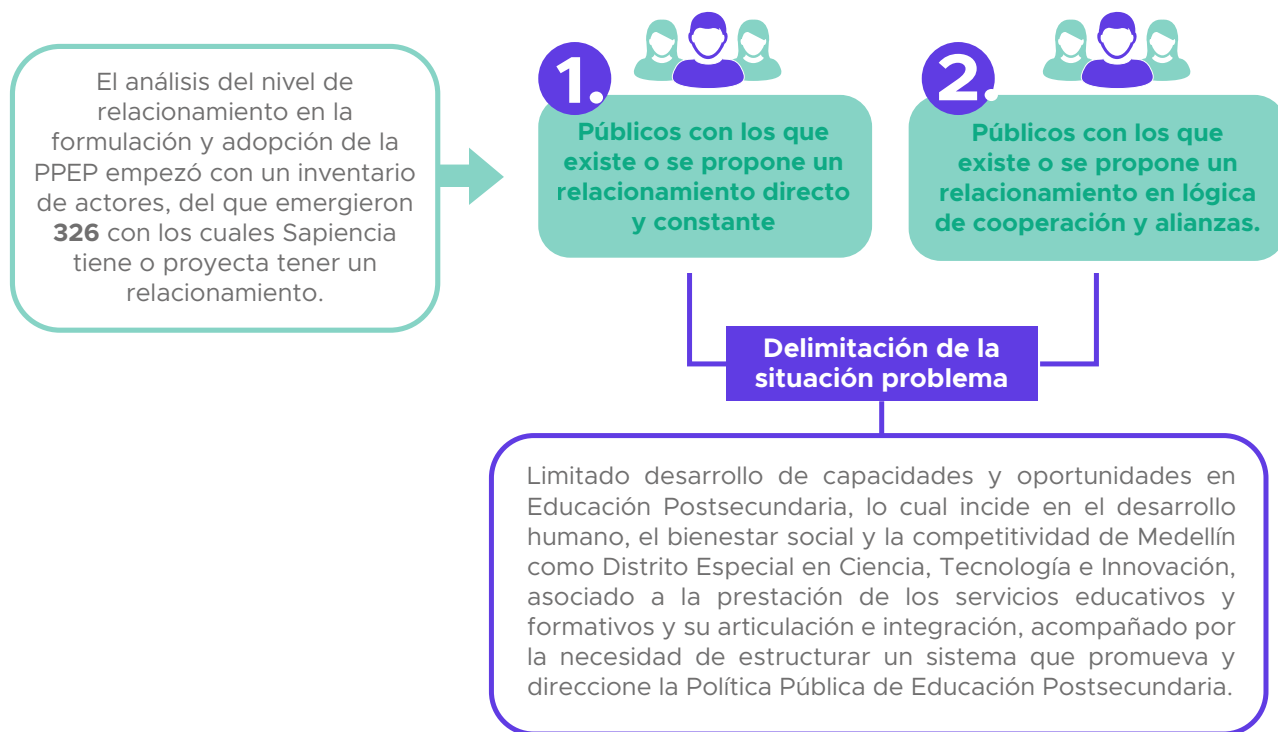 El análisis del nivel de
relacionamiento en la
formulación y adopción de la
PPEP empezó con un inventario
de actores, del que emergieron
326 con los cuales Sapiencia
tiene o proyecta tener un
relacionamiento.
1.
Públicos con los que
existe o se propone un
relacionamiento directo
y constante
2.
Públicos con los que
existe o se propone un
relacionamiento en lógica
de cooperación y alianzas.
Delimitación de la
situación problema
Limitado desarrollo de capacidades y oportunidades en
Educación Postsecundaria, lo cual incide en el desarrollo
humano, el bienestar social y la competitividad de Medellín
como Distrito Especial en Ciencia, Tecnología e Innovación,
asociado a la prestación de los servicios educativos y
formativos y su articulación e integración, acompañado por
la necesidad de estructurar un sistema que promueva y
direccione la Política Pública de Educación Postsecundaria.